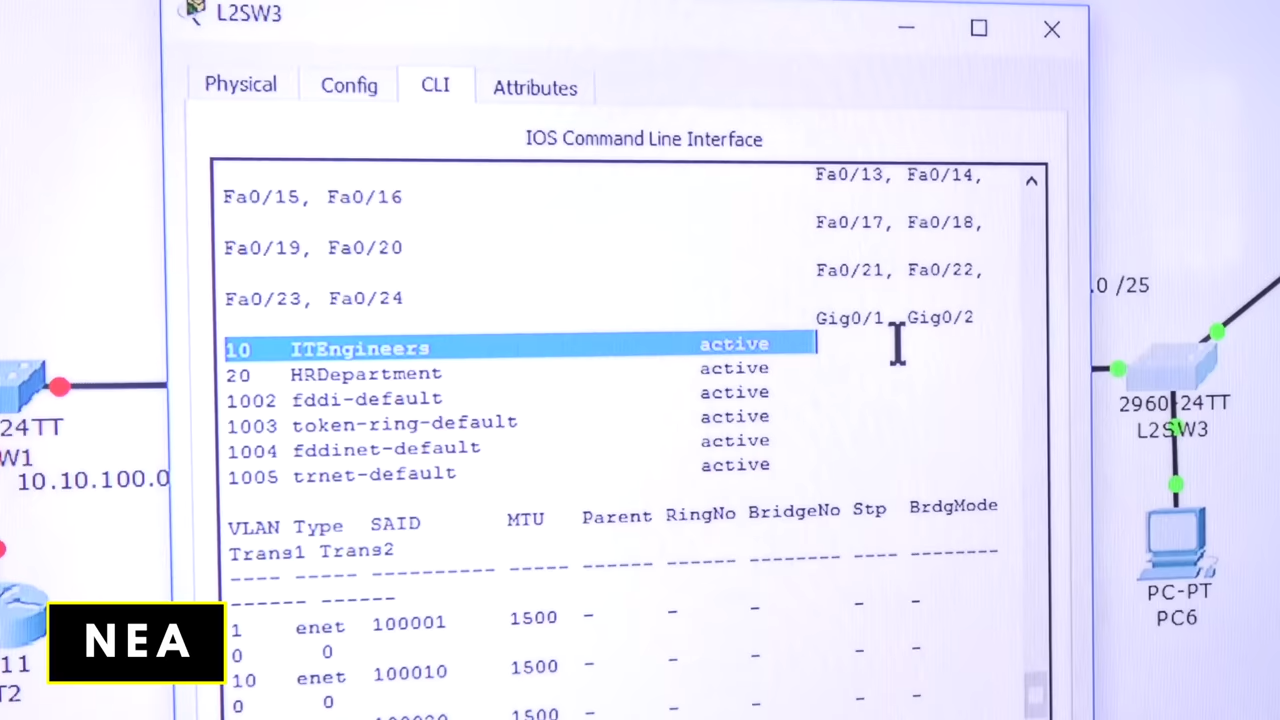 L2SW3
Physical Config CLI Attributes
IOS Command Line Interface
Fa0/13, Fa0/14,
Fa0/15, Fa0/16
Fa0/17, Fa0/18,
Fa0/19, Fa0/20
Fa0/21, Fa0/22,
Fa0/23, Fa0/24
Gig0/1, Gig0/2
10 ITEngineers active
20 HRDepartment active
1002 fddi-default active
1003 token-ring-default active
1004 fddinet-default active
1005 trnet-default active
VLAN Type SAID MTU Parent RingNo BridgeNo Stp BrdgMode
Trans1 Trans2
---- ----- ---------- ----- ------ ------ -------- ---- --------
------ ------
1 enet 100001 1500 - - - - -
0 0
10 enet 100010 1500 - - - - -
0 0
1500 - - -
24TT
W1
10.10.100.0
11
T2
.0 /25
2960-24TT
L2SW3
PC-PT
PC6
NEA